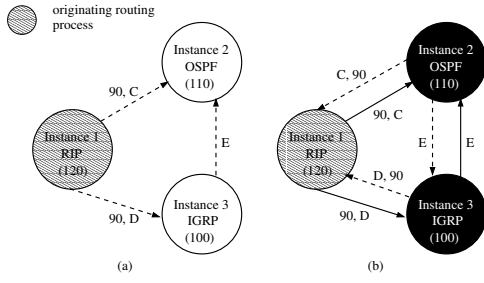 originating routing
process
Instance 2
OSPF
(110)
90, C
Instance 1
RIP
(120)
E
90, D
Instance 3
IGRP
(100)
(a)
Instance 2
OSPF
(110)
C, 90
90, C
Instance 1
RIP
(120)
E
E
D, 90
90, D
Instance 3
IGRP
(100)
(b)